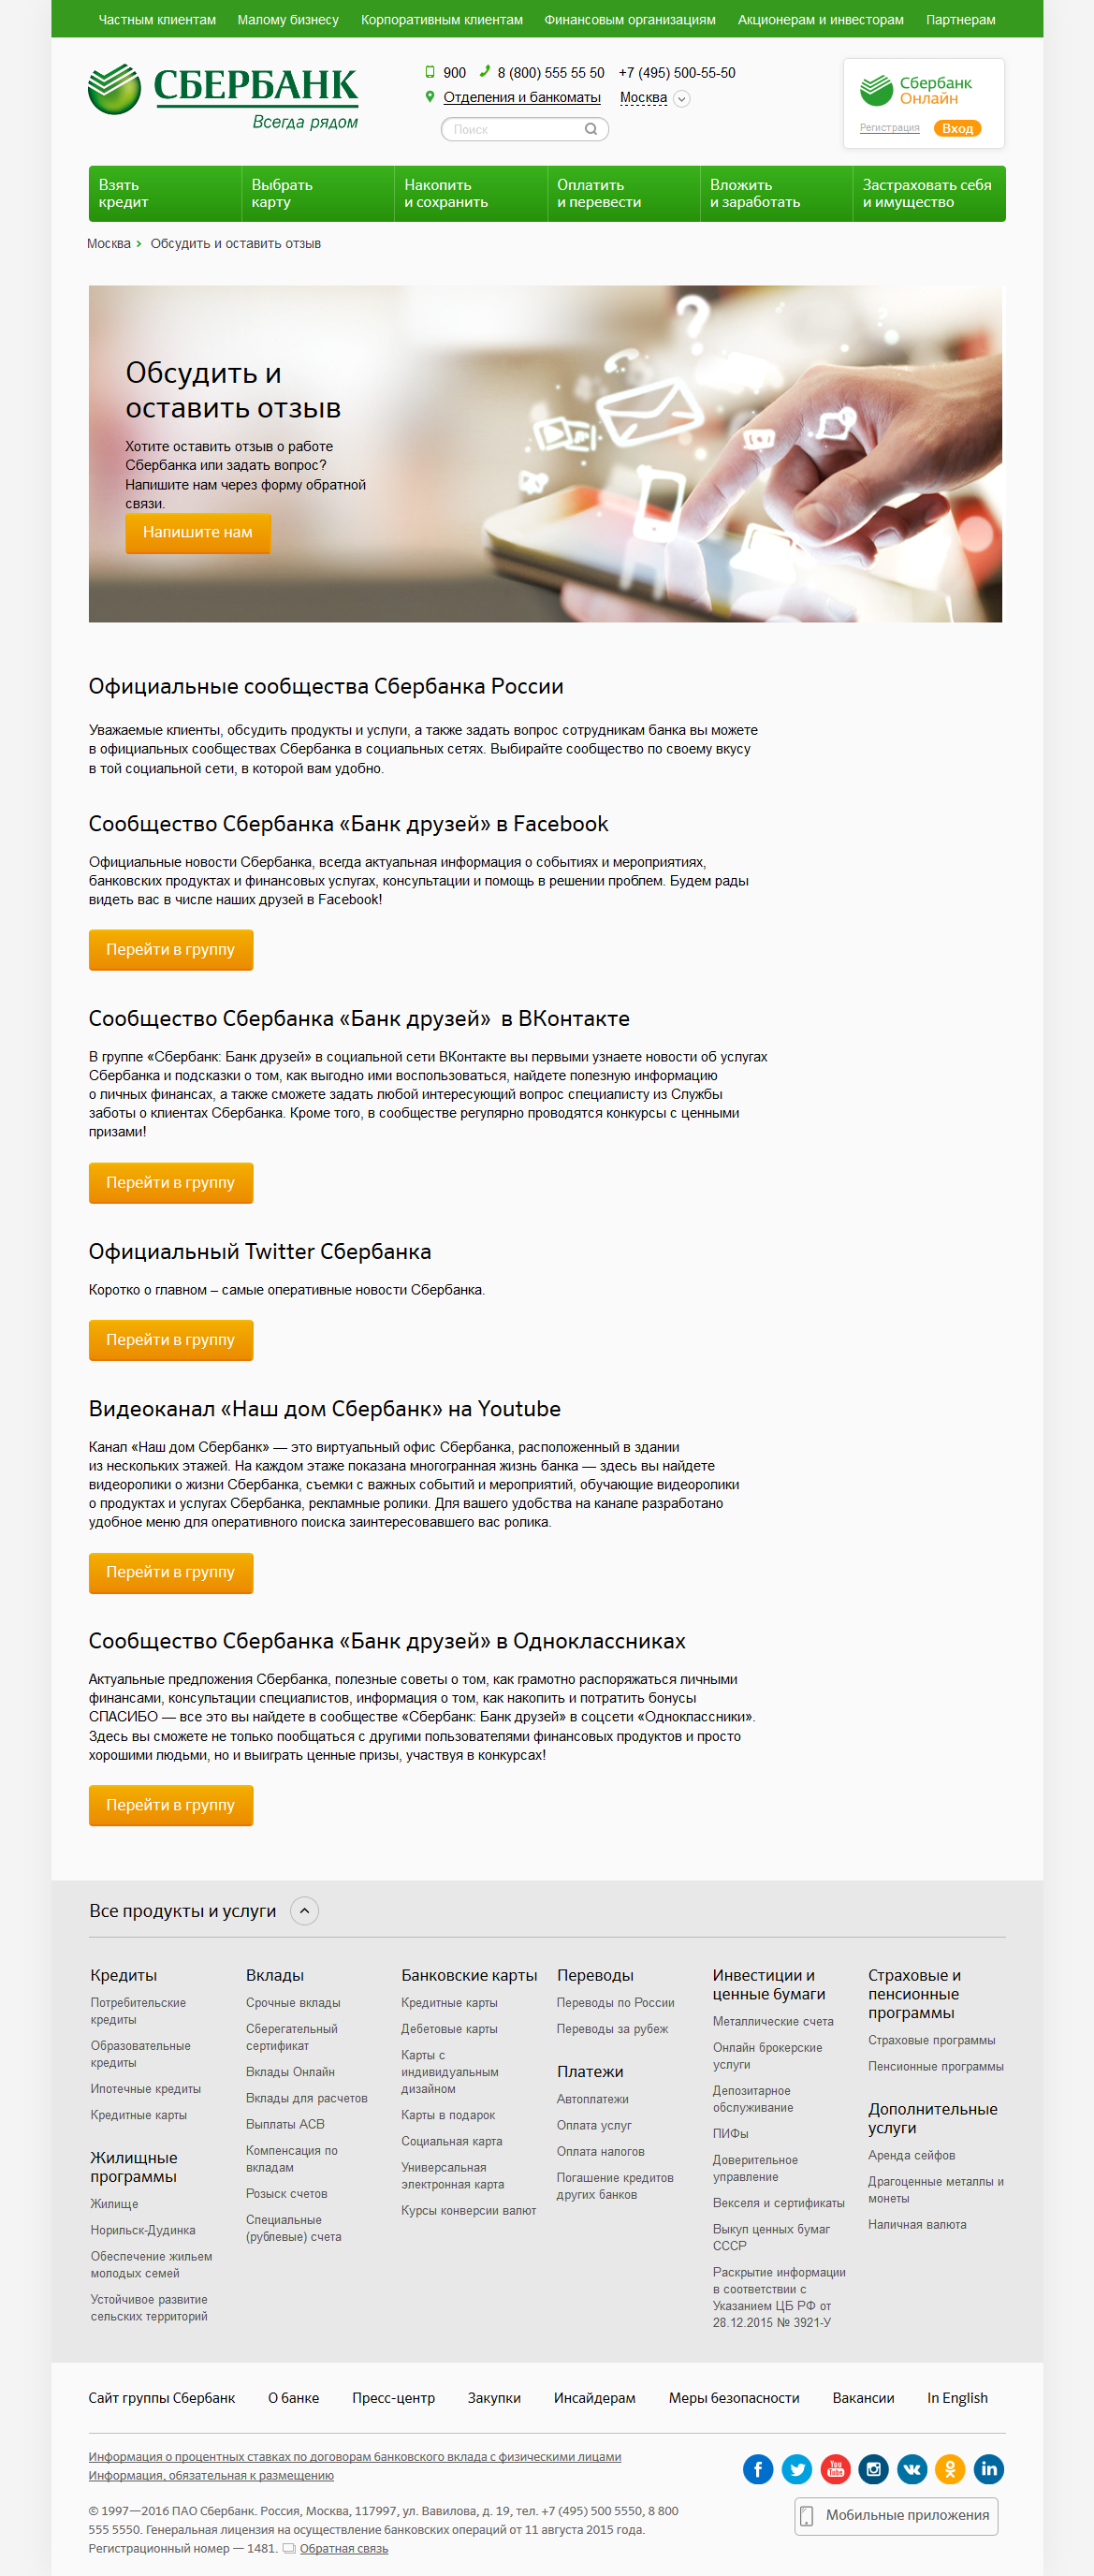 Частным клиентам Малому бизнесу Корпоративным клиентам Финансовым организациям Акционерам и инвесторам Партнерам
СБЕРБАНК
Всегда рядом
900 8 (800) 555 55 50 +7 (495) 500-55-50
Отделения и банкоматы Москва
Поиск
Сбербанк
Онлайн
Регистрация Вход
Взять
кредит
Выбрать
карту
Накопить
и сохранить
Оплатить
и перевести
Вложить
и заработать
Застраховать себя
и имущество
Москва Обсудить и оставить отзыв
Обсудить и
оставить отзыв
Хотите оставить отзыв о работе
Сбербанка или задать вопрос?
Напишите нам через форму обратной
связи.
Напишите нам
Официальные сообщества Сбербанка России
Уважаемые клиенты, обсудить продукты и услуги, а также задать вопрос сотрудникам банка вы можете
в официальных сообществах Сбербанка в социальных сетях. Выбирайте сообщество по своему вкусу
в той социальной сети, в которой вам удобно.
Сообщество Сбербанка «Банк друзей» в Facebook
Официальные новости Сбербанка, всегда актуальная информация о событиях и мероприятиях,
банковских продуктах и финансовых услугах, консультации и помощь в решении проблем. Будем рады
видеть вас в числе наших друзей в Facebook!
Перейти в группу
Сообщество Сбербанка «Банк друзей» в ВКонтакте
В группе «Сбербанк: Банк друзей» в социальной сети ВКонтакте вы первыми узнаете новости об услугах
Сбербанка и подсказки о том, как выгодно ими воспользоваться, найдете полезную информацию
о личных финансах, а также сможете задать любой интересующий вопрос специалисту из Службы
заботы о клиентах Сбербанка. Кроме того, в сообществе регулярно проводятся конкурсы с ценными
призами!
Перейти в группу
Официальный Twitter Сбербанка
Коротко о главном – самые оперативные новости Сбербанка.
Перейти в группу
Видеоканал «Наш дом Сбербанк» на Youtube
Канал «Наш дом Сбербанк» — это виртуальный офис Сбербанка, расположенный в здании
из нескольких этажей. На каждом этаже показана многогранная жизнь банка — здесь вы найдете
видеоролики о жизни Сбербанка, съемки с важных событий и мероприятий, обучающие видеоролики
о продуктах и услугах Сбербанка, рекламные ролики. Для вашего удобства на канале разработано
удобное меню для оперативного поиска заинтересовавшего вас ролика.
Перейти в группу
Сообщество Сбербанка «Банк друзей» в Одноклассниках
Актуальные предложения Сбербанка, полезные советы о том, как грамотно распоряжаться личными
финансами, консультации специалистов, информация о том, как накопить и потратить бонусы
СПАСИБО — все это вы найдете в сообществе «Сбербанк: Банк друзей» в соцсети «Одноклассники».
Здесь вы сможете не только пообщаться с другими пользователями финансовых продуктов и просто
хорошими людьми, но и выиграть ценные призы, участвуя в конкурсах!
Перейти в группу
Все продукты и услуги
Кредиты
Потребительские
кредиты
Образовательные
кредиты
Ипотечные кредиты
Кредитные карты
Жилищные
программы
Жилище
Норильск-Дудинка
Обеспечение жильем
молодых семей
Устойчивое развитие
сельских территорий
Вклады
Срочные вклады
Сберегательный
сертификат
Вклады Онлайн
Вклады для расчетов
Выплаты АСВ
Компенсация по
вкладам
Розыск счетов
Специальные
(рублевые) счета
Банковские карты
Кредитные карты
Дебетовые карты
Карты с
индивидуальным
дизайном
Карты в подарок
Социальная карта
Универсальная
электронная карта
Курсы конверсии валют
Переводы
Переводы по России
Переводы за рубеж
Платежи
Автоплатежи
Оплата услуг
Оплата налогов
Погашение кредитов
других банков
Инвестиции и
ценные бумаги
Металлические счета
Онлайн брокерские
услуги
Депозитарное
обслуживание
ПИФы
Доверительное
управление
Векселя и сертификаты
Выкуп ценных бумаг
СССР
Раскрытие информации
в соответствии с
Указанием ЦБ РФ от
28.12.2015 № 3921-У
Страховые и
пенсионные
программы
Страховые программы
Пенсионные программы
Дополнительные
услуги
Аренда сейфов
Драгоценные металлы и
монеты
Наличная валюта
Сайт группы Сбербанк О банке Пресс-центр Закупки Инсайдерам Меры безопасности Вакансии In English
Информация о процентных ставках по договорам банковского вклада с физическими лицами
Информация, обязательная к размещению
You Tube
© 1997—2016 ПАО Сбербанк. Россия, Москва, 117997, ул. Вавилова, д. 19, тел. +7 (495) 500 5550, 8 800
555 5550. Генеральная лицензия на осуществление банковских операций от 11 августа 2015 года.
Регистрационный номер — 1481. Обратная связь
Мобильные приложения